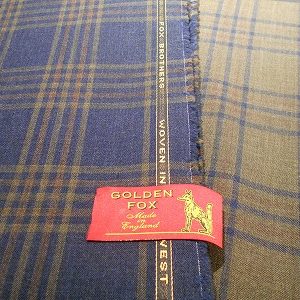 FOX BROTHERS
WOVEN IN
WEST
GOLDEN
FOX
Made
in
England